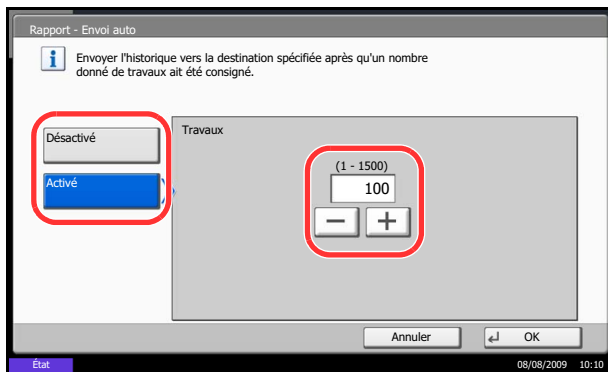 Rapport - Envoi auto
Envoyer l'historique vers la destination spécifiée après qu'un nombre
donné de travaux ait été consigné.
Désactivé
Activé
Travaux
(1 - 1500)
100
Annuler
OK
État
08/08/2009 10:10